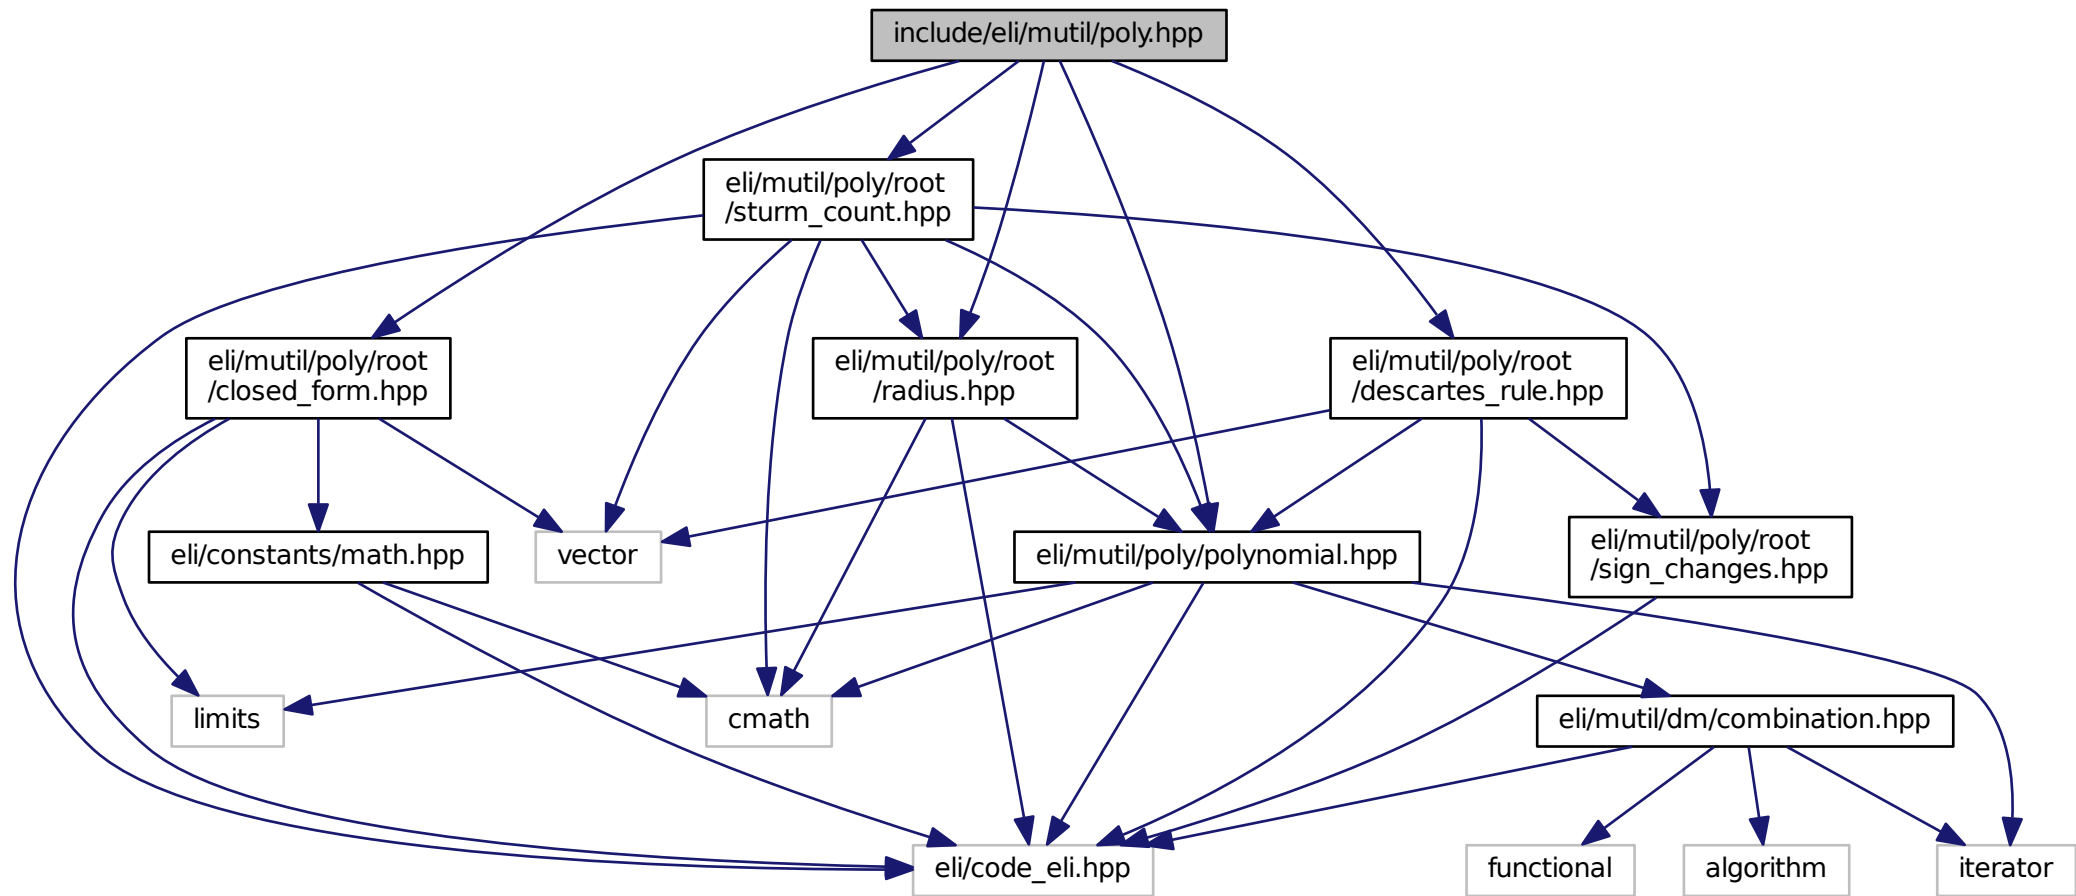 include/eli/mutil/poly.hpp
eli/mutil/poly/root
/sturm_count.hpp
eli/mutil/poly/root
/closed_form.hpp
eli/mutil/poly/root
/radius.hpp
eli/mutil/poly/root
/descartes_rule.hpp
eli/constants/math.hpp
vector
eli/mutil/poly/polynomial.hpp
eli/mutil/poly/root
/sign_changes.hpp
limits
cmath
eli/mutil/dm/combination.hpp
eli/code_eli.hpp
functional
algorithm
iterator